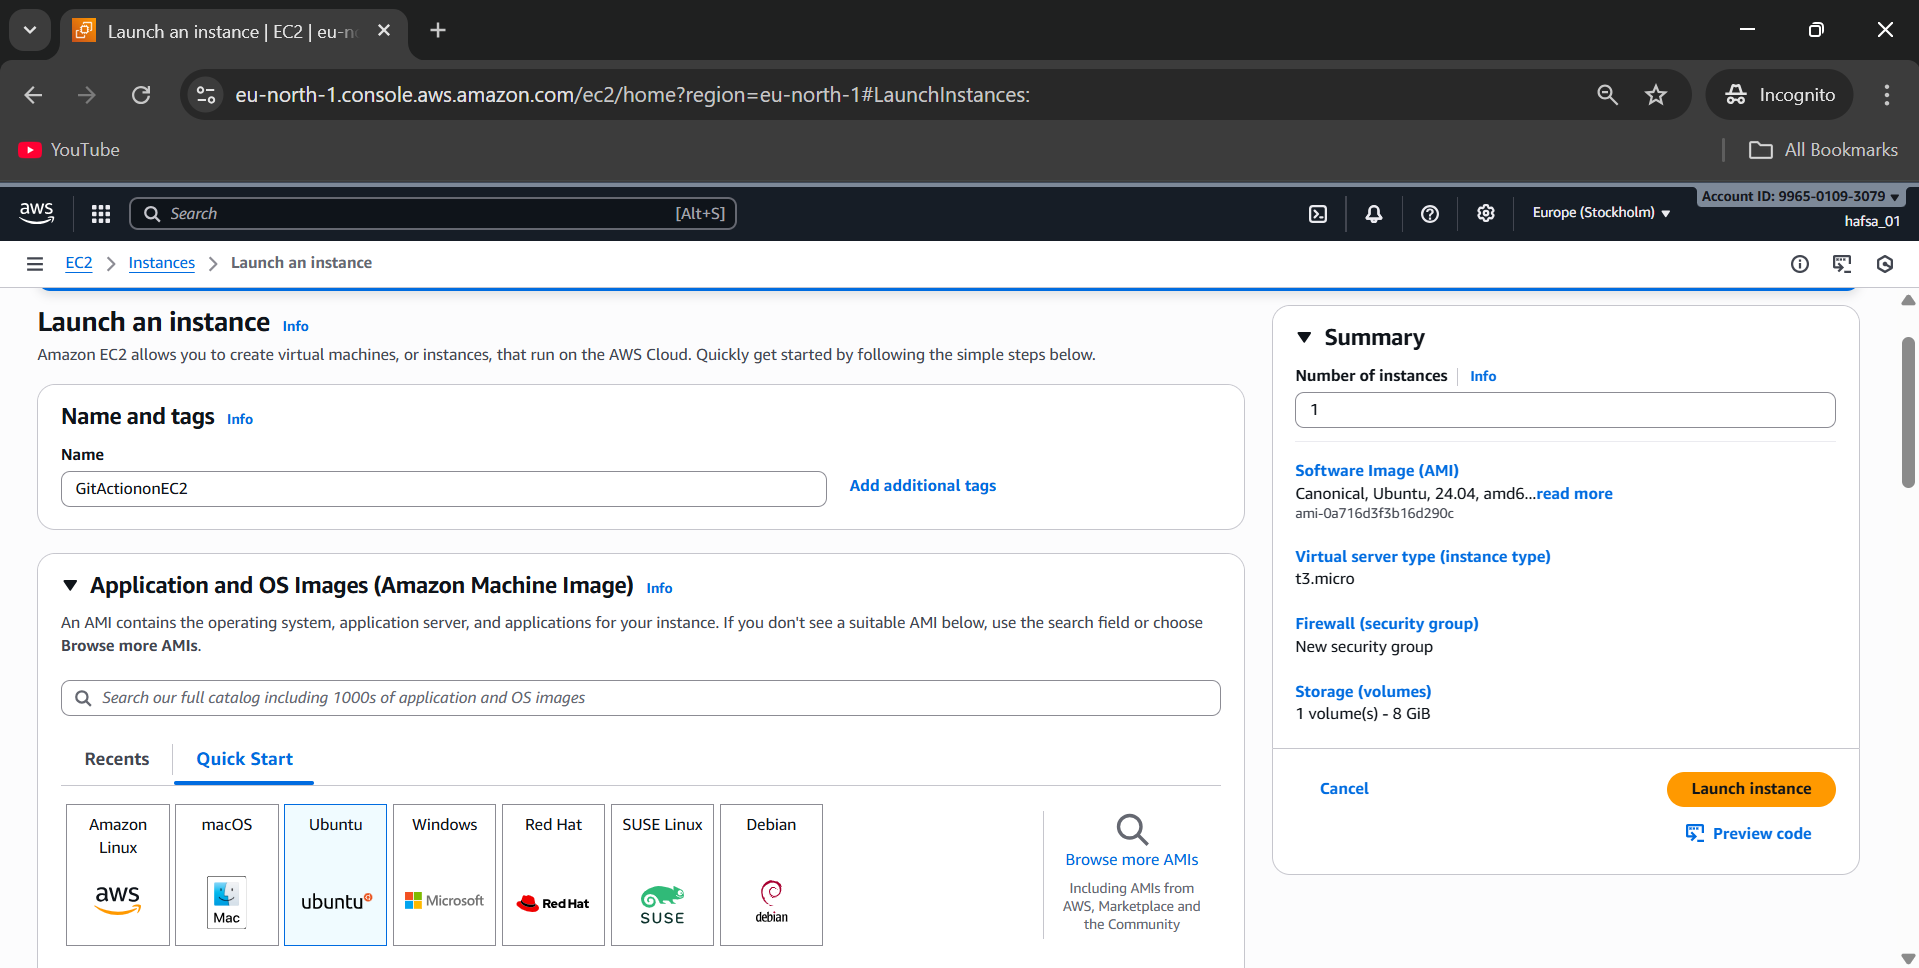 Launch an instance | EC2 | eu-n
eu-north-1.console.aws.amazon.com/ec2/home?region=eu-north-1#LaunchInstances:
Incognito
YouTube
All Bookmarks
aws
Search
[Alt+S]
Europe (Stockholm)
Account ID: 9965-0109-3079
hafsa_01
EC2
Instances
Launch an instance
Launch an instance Info
Amazon EC2 allows you to create virtual machines, or instances, that run on the AWS Cloud. Quickly get started by following the simple steps below.
Name and tags Info
Name
GitActiononEC2
Add additional tags
Application and OS Images (Amazon Machine Image) Info
An AMI contains the operating system, application server, and applications for your instance. If you don't see a suitable AMI below, use the search field or choose
Browse more AMIs.
Search our full catalog including 1000s of application and OS images
Recents
Quick Start
Amazon
Linux
aws
macOS
Mac
Ubuntu
ubuntu
Windows
Microsoft
Red Hat
Red Hat
SUSE Linux
SUSE
Debian
debian
Browse more AMIs
Including AMIs from
AWS, Marketplace and
the Community
Summary
Number of instances Info
1
Software Image (AMI)
Canonical, Ubuntu, 24.04, amd6...read more
ami-0a716d3f3b16d290c
Virtual server type (instance type)
t3.micro
Firewall (security group)
New security group
Storage (volumes)
1 volume(s) - 8 GiB
Cancel
Launch instance
Preview code